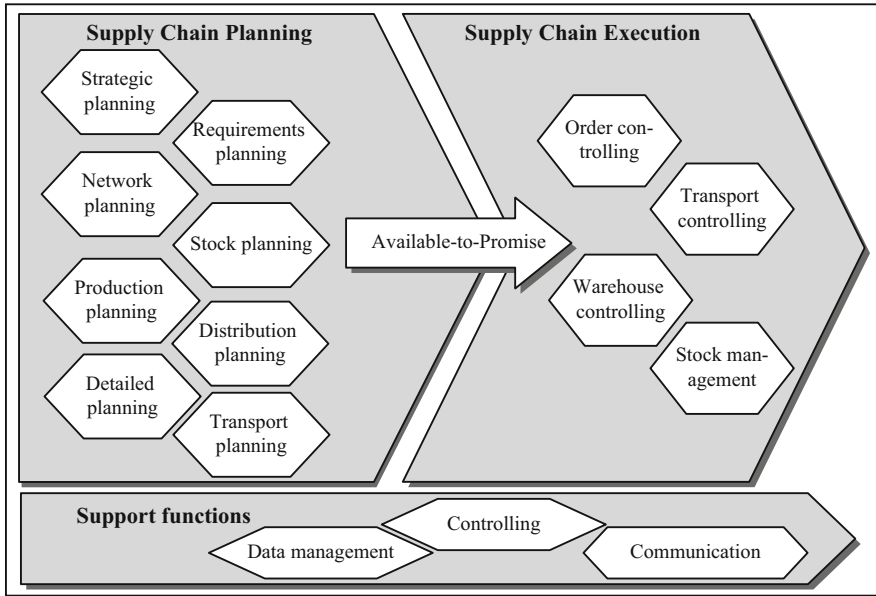 Supply Chain Planning
Strategic
planning
Requirements
planning
Network
planning
Stock planning
Production
planning
Distribution
planning
Detailed
planning
Transport
planning
Available-to-Promise
Supply Chain Execution
Order con-
trolling
Transport
controlling
Warehouse
controlling
Stock man-
agement
Support functions
Data management
Controlling
Communication